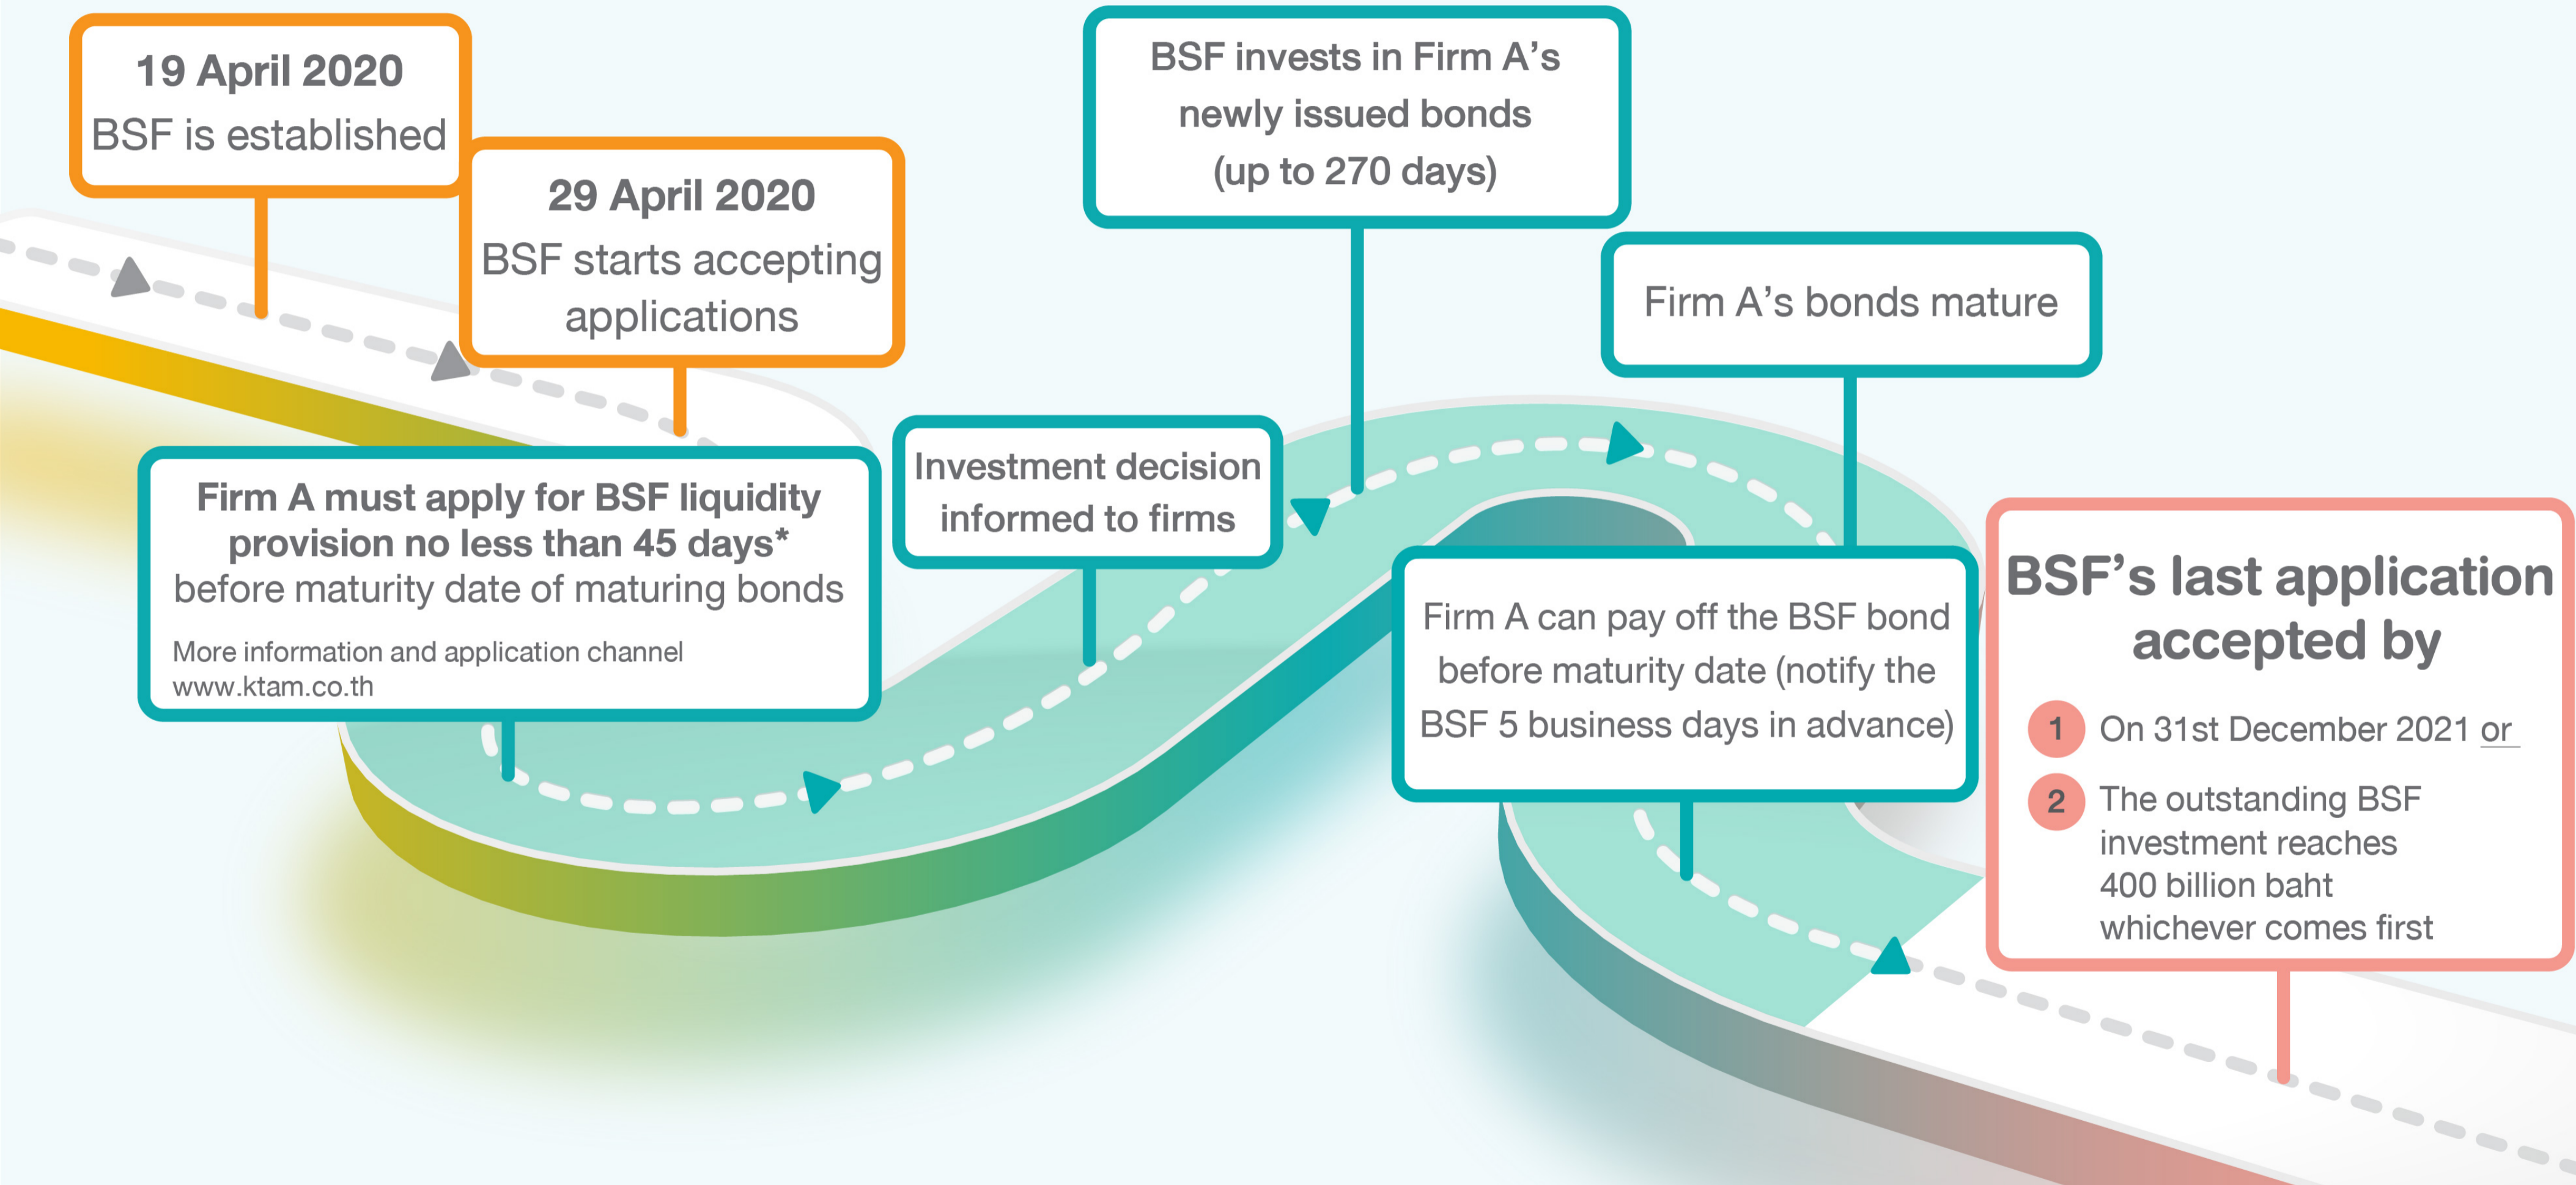 19 April 2020
BSF is established
29 April 2020
BSF starts accepting
applications
Firm A must apply for BSF liquidity
provision no less than 45 days*
before maturity date of maturing bonds
More information and application channel
www.ktam.co.th
Investment decision
informed to firms
BSF invests in Firm A's
newly issued bonds
(up to 270 days)
Firm A's bonds mature
Firm A can pay off the BSF bond
before maturity date (notify the
BSF 5 business days in advance)
BSF's last application
accepted by
1 On 31st December 2021 or
2 The outstanding BSF
investment reaches
400 billion baht
whichever comes first